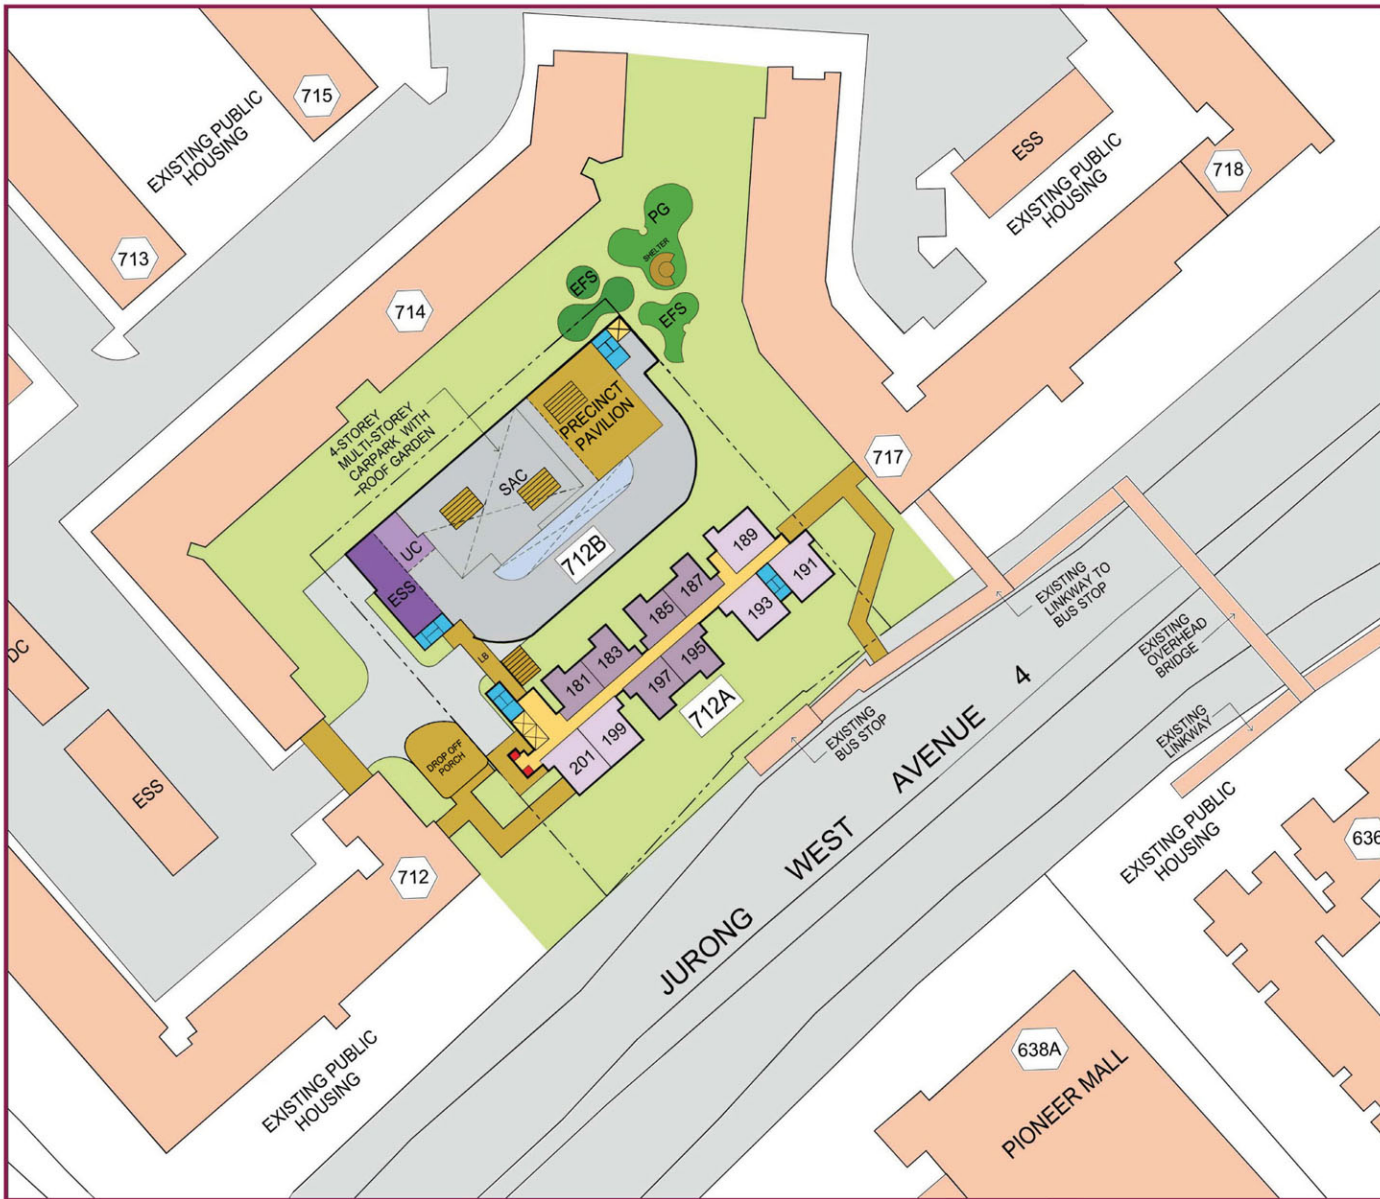 715
EXISTING PUBLIC
HOUSING
713
714
ESS
EXISTING PUBLIC
HOUSING
718
PG
SHELTER
EFS
EFS
4-STOREY
MULTI-STOREY
CARPARK WITH
ROOF GARDEN
PRECINCT
PAVILION
SAC
UC
ESS
712B
717
189
191
193
187
185
183
181
195
197
199
201
712A
LB
DROP OFF
PORCH
DC
ESS
712
EXISTING
LINKWAY TO
BUS STOP
EXISTING
OVERHEAD
BRIDGE
EXISTING
BUS STOP
EXISTING
LINKWAY
JURONG WEST AVENUE 4
EXISTING PUBLIC
HOUSING
636
EXISTING PUBLIC
HOUSING
638A
PIONEER MALL